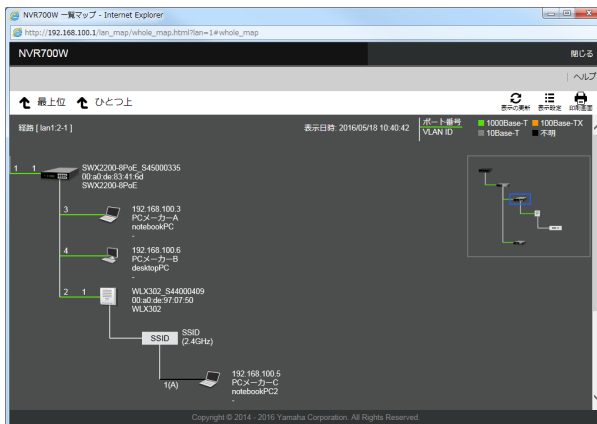 NVR700W 一覧マップ - Internet Explorer
http://192.168.100.1/lan_map/whole_map.html?lan=1#whole_map
NVR700W
閉じる
ヘルプ
最上位 ひとつ上
表示の更新 表示設定 印刷画面
経路 [ lan1:2-1 ]
表示日時: 2016/05/18 10:40:42
ポート番号
VLAN ID
1000Base-T 100Base-TX
10Base-T 不明
1 1
SWX2200-8PoE_S45000335
00:a0:de:83:41:6d
SWX2200-8PoE
3
192.168.100.3
PCメーカーA
notebookPC
-
4
192.168.100.6
PCメーカーB
desktopPC
-
2 1
WLX302_S44000409
00:a0:de:97:07:50
WLX302
SSID
SSID
(2.4GHz)
1(A)
192.168.100.5
PCメーカーC
notebookPC2
-
Copyright © 2014 - 2016 Yamaha Corporation. All Rights Reserved.